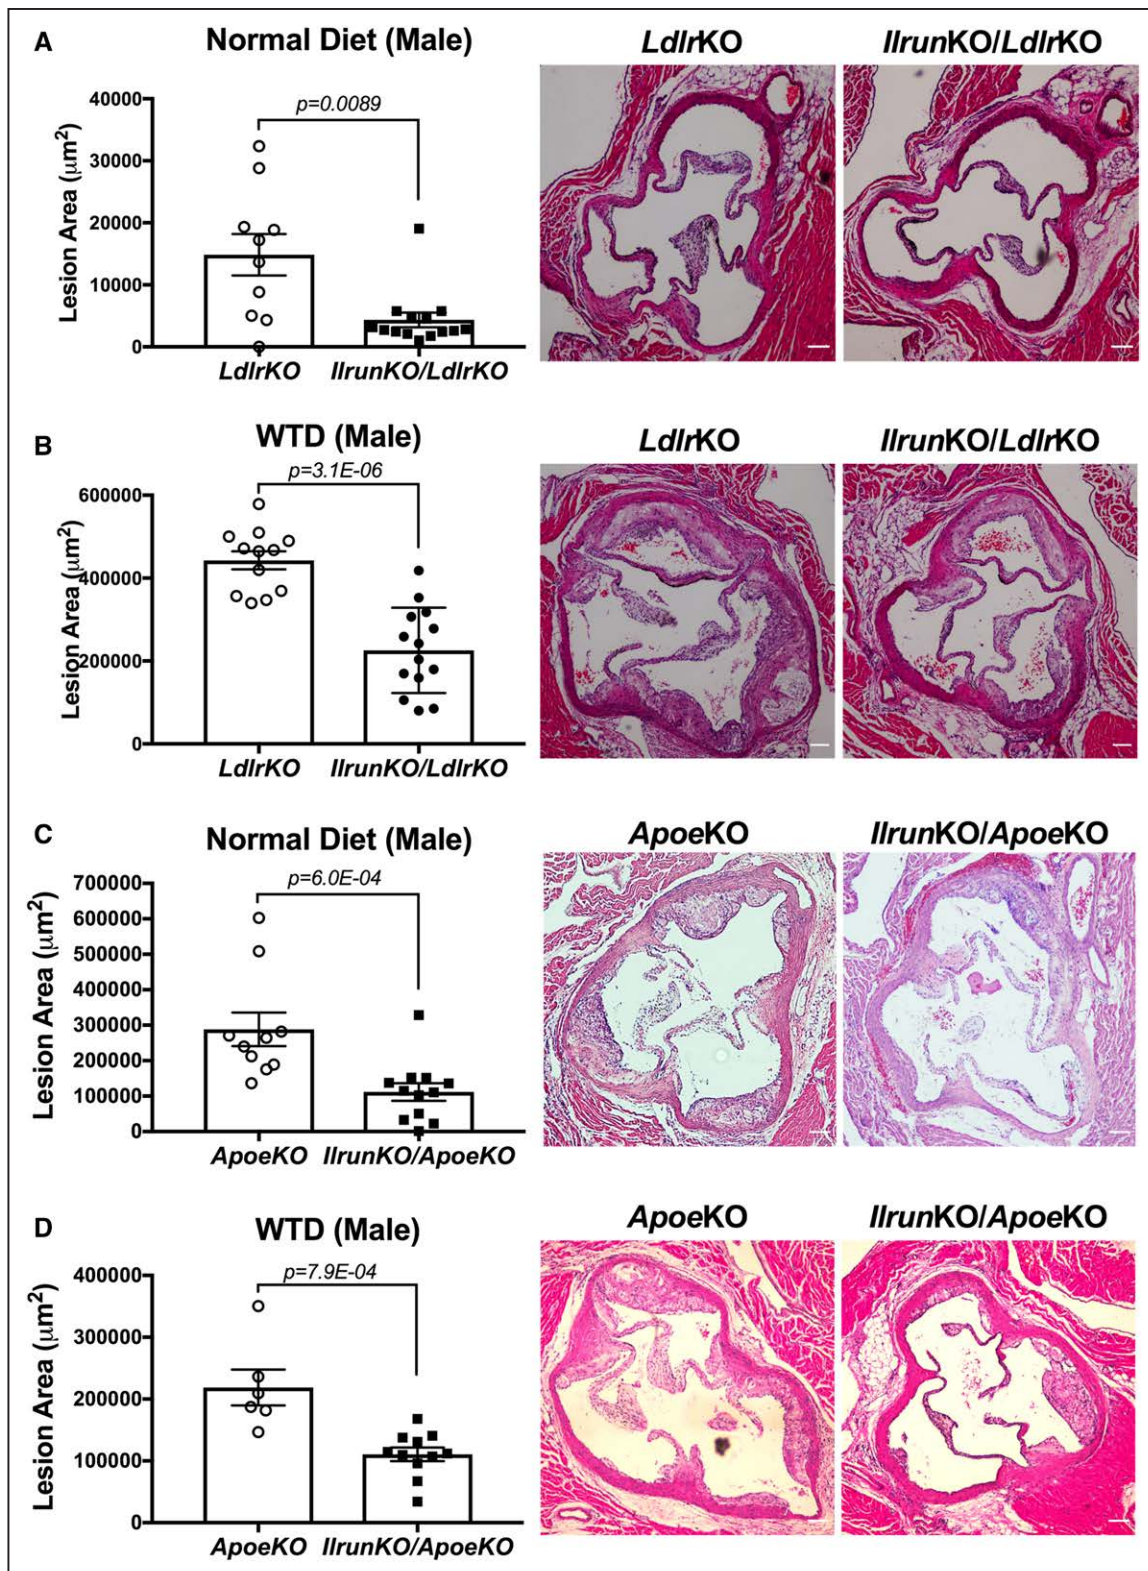 A
Normal Diet (Male)
LdlrKO
IlrunKO/LdlrKO
p=0.0089
Lesion Area (μm²)
40000
30000
20000
10000
0
LdlrKO
IlrunKO/LdlrKO
B
WTD (Male)
LdlrKO
IlrunKO/LdlrKO
p=3.1E-06
Lesion Area (μm²)
600000
400000
200000
0
LdlrKO
IlrunKO/LdlrKO
C
Normal Diet (Male)
ApoeKO
IlrunKO/ApoeKO
p=6.0E-04
Lesion Area (μm²)
700000
600000
500000
400000
300000
200000
100000
0
ApoeKO
IlrunKO/ApoeKO
D
WTD (Male)
ApoeKO
IlrunKO/ApoeKO
p=7.9E-04
Lesion Area (μm²)
400000
300000
200000
100000
0
ApoeKO
IlrunKO/ApoeKO